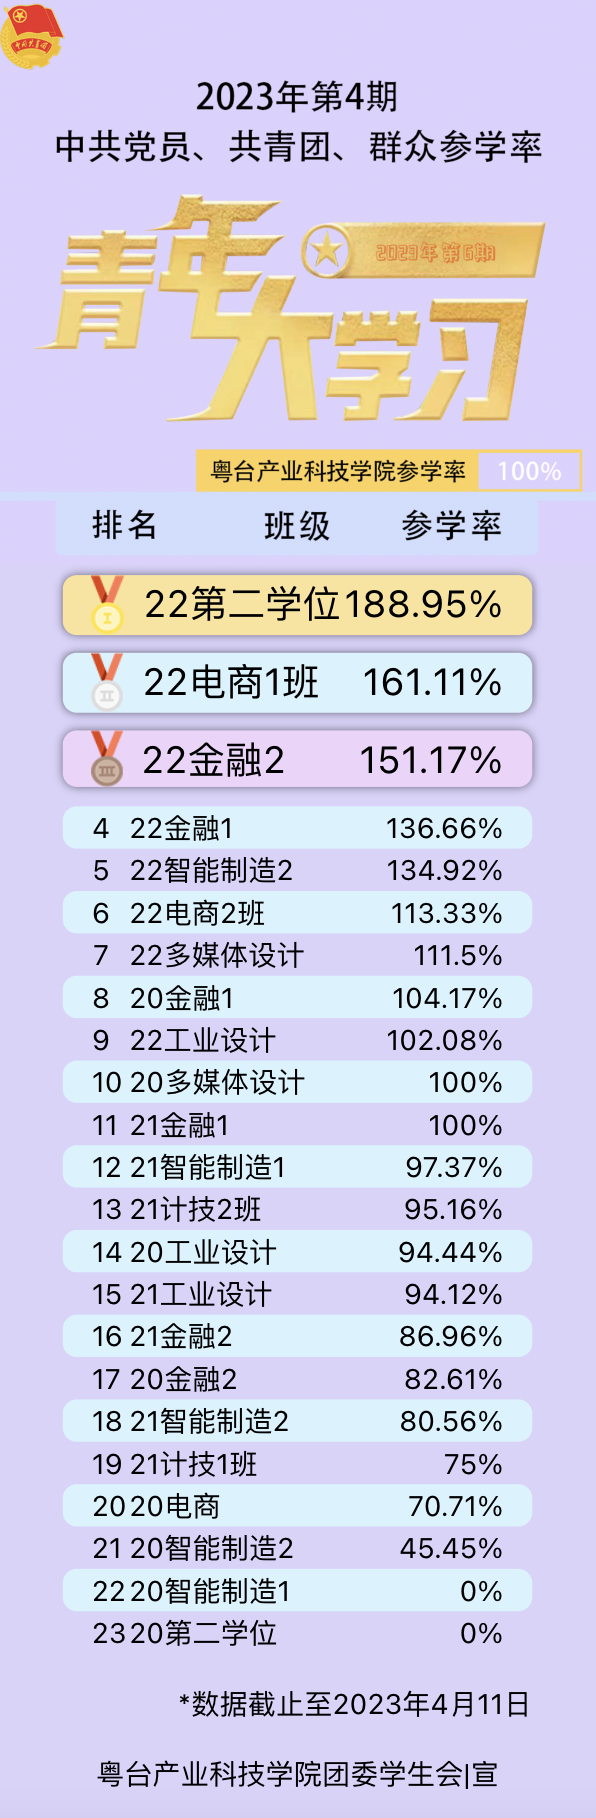 中国共青团
2023年第4期
中共党员、共青团、群众参学率
青年大学习
2023年第6期
粤台产业科技学院参学率 100%
排名 班级 参学率
I 22第二学位 188.95%
II 22电商1班 161.11%
III 22金融2 151.17%
4 22金融1 136.66%
5 22智能制造2 134.92%
6 22电商2班 113.33%
7 22多媒体设计 111.5%
8 20金融1 104.17%
9 22工业设计 102.08%
10 20多媒体设计 100%
11 21金融1 100%
12 21智能制造1 97.37%
13 21计技2班 95.16%
14 20工业设计 94.44%
15 21工业设计 94.12%
16 21金融2 86.96%
17 20金融2 82.61%
18 21智能制造2 80.56%
19 21计技1班 75%
20 20电商 70.71%
21 20智能制造2 45.45%
22 20智能制造1 0%
23 20第二学位 0%
*数据截止至2023年4月11日
粤台产业科技学院团委学生会|宣